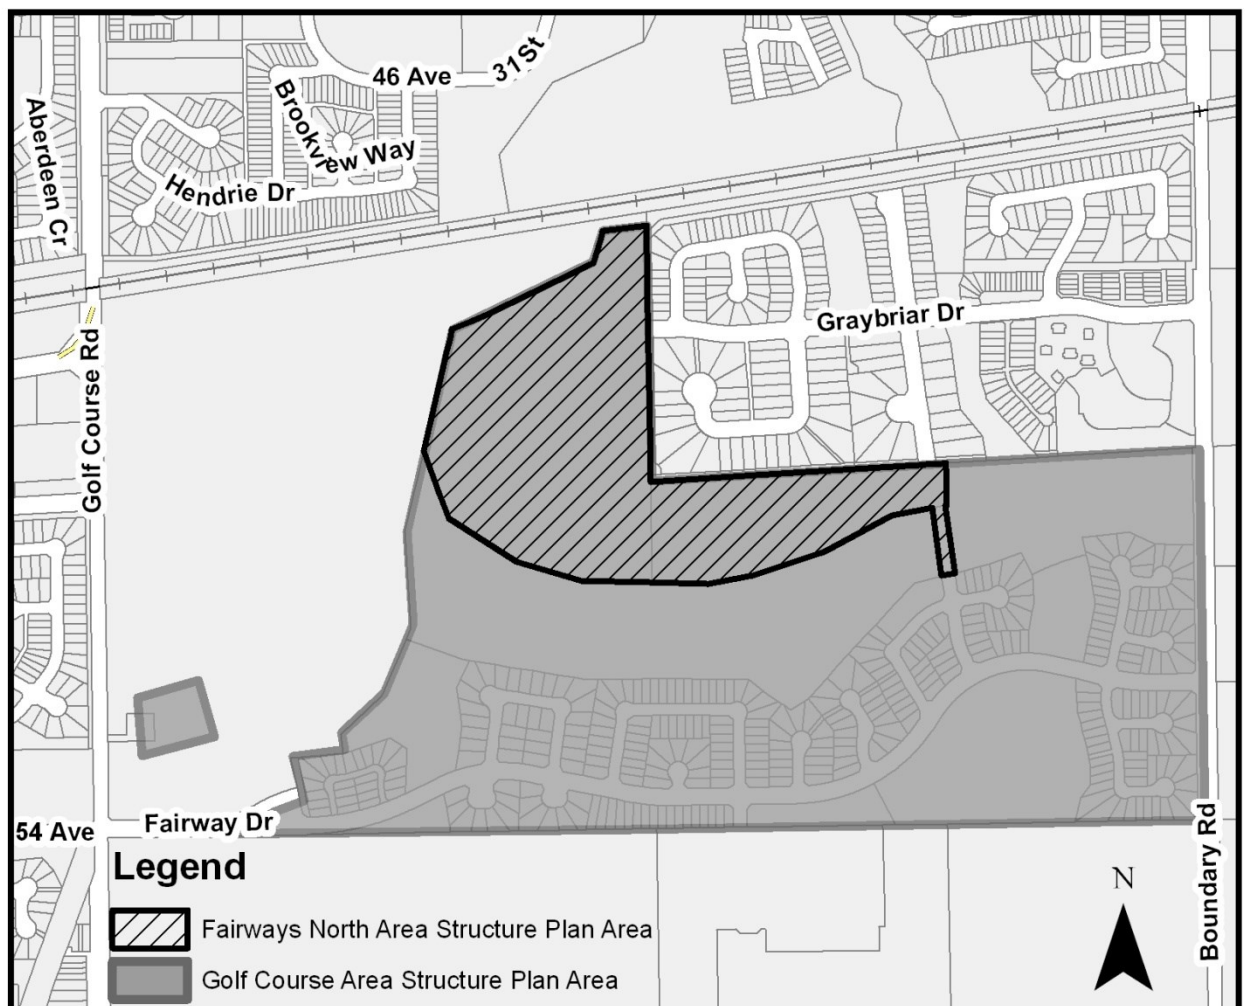 46 Ave
31 St
Brookview Way
Aberdeen Cr
Hendrie Dr
Graybriar Dr
Golf Course Rd
54 Ave
Fairway Dr
Boundary Rd
Legend
N
Fairways North Area Structure Plan Area
Golf Course Area Structure Plan Area